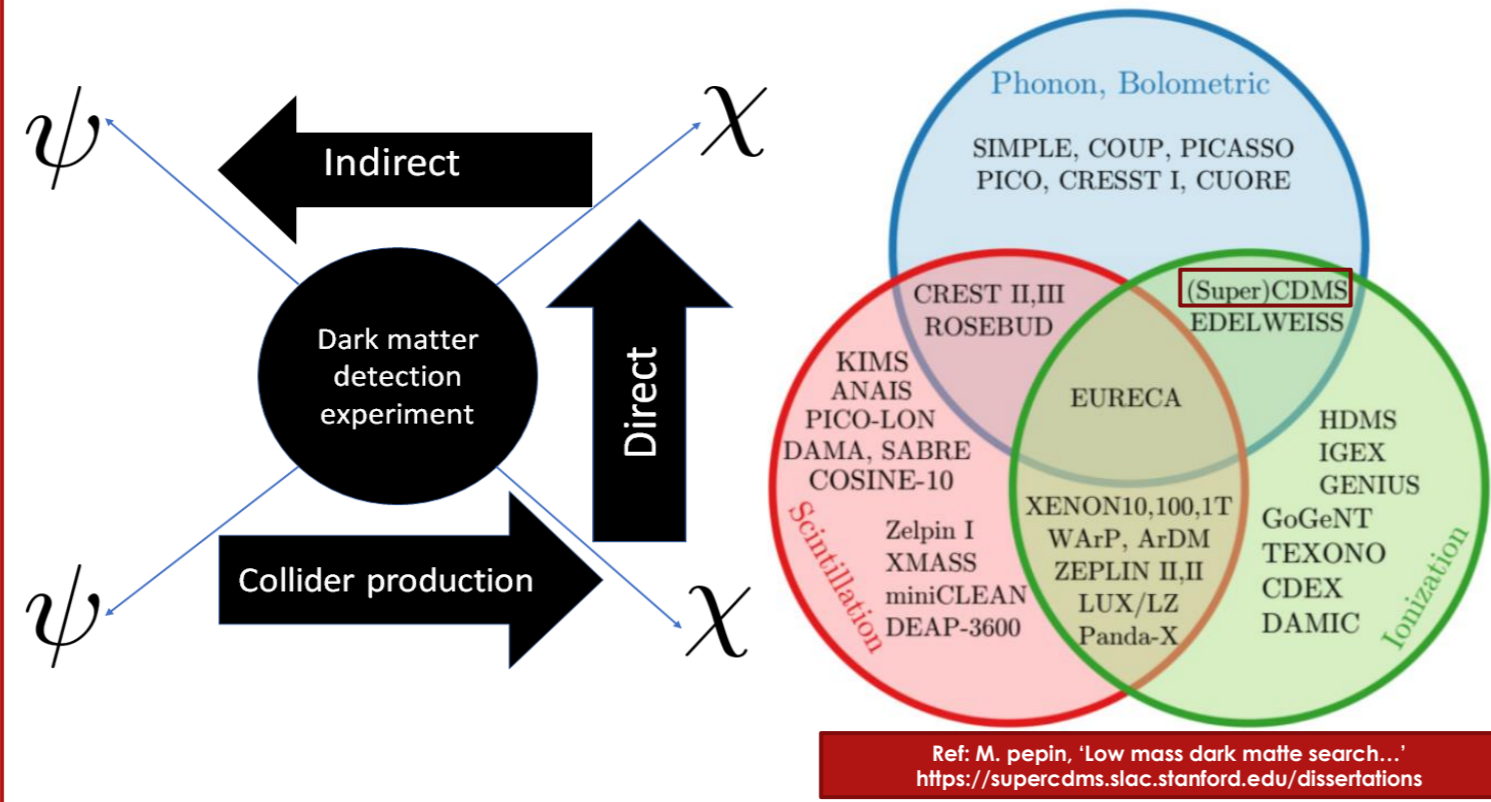 ψ
Indirect
χ
Dark matter
detection
experiment
Direct
Collider production
ψ
χ
Phonon, Bolometric
SIMPLE, COUP, PICASSO
PICO, CRESST I, CUORE
CREST II,III
ROSEBUD
(Super)CDMS
EDELWEISS
EURECA
KIMS
ANAIS
PICO-LON
DAMA, SABRE
COSINE-10
Zelpin I
XMASS
miniCLEAN
DEAP-3600
Scintillation
XENON10,100,1T
WArP, ArDM
ZEPLIN II,II
LUX/LZ
Panda-X
HDMS
IGEX
GENIUS
GoGeNT
TEXONO
CDEX
DAMIC
Ionization
Ref: M. pepin, ‘Low mass dark matte search…’
https://supercdms.slac.stanford.edu/dissertations